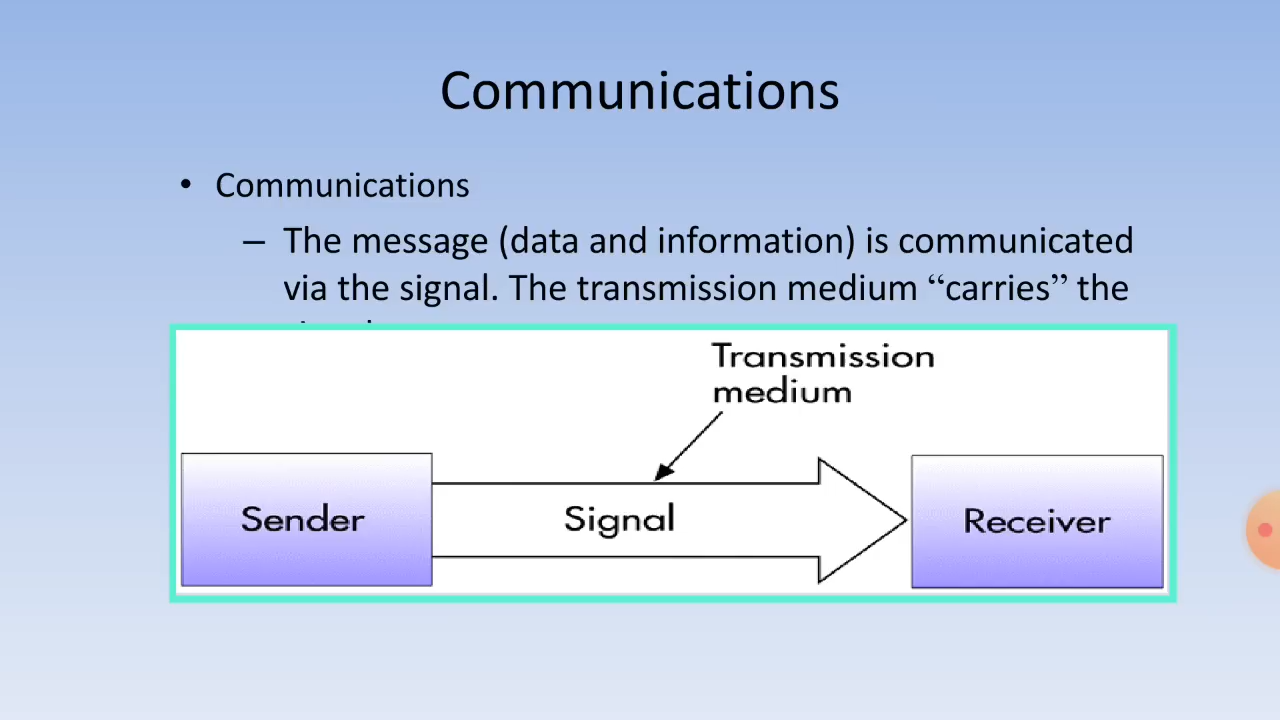 Communications
• Communications
– The message (data and information) is communicated
via the signal. The transmission medium “carries” the
Transmission
medium
Sender
Signal
Receiver